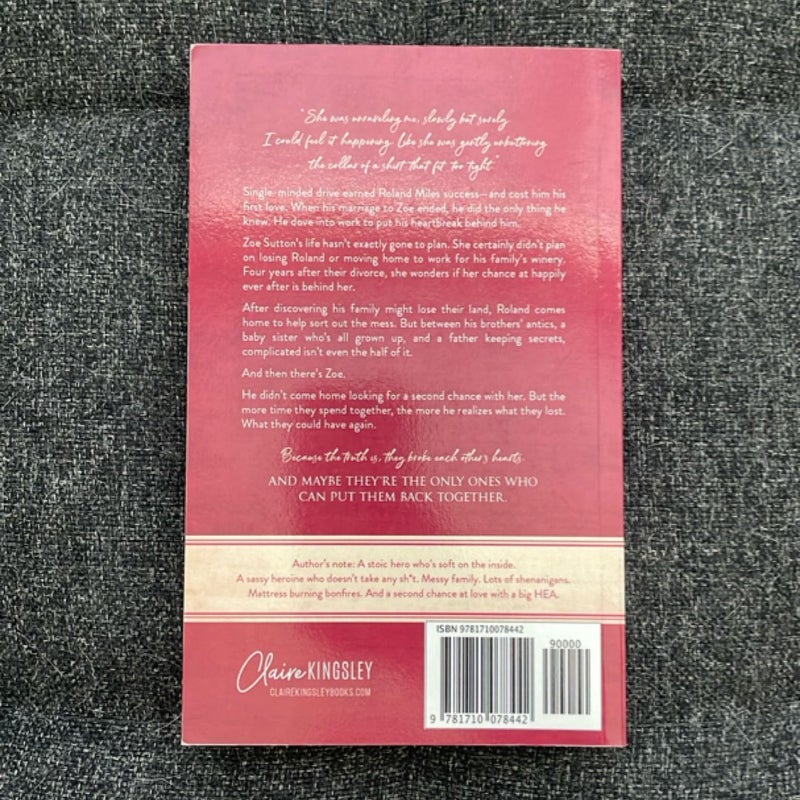 "She was unraveling me, slowly but surely
I could feel it happening. Like she was gently unbuttoning
the collar of a shirt that fit too tight"
Single-minded drive earned Roland Miles success—and cost him his
first love. When his marriage to Zoe ended, he did the only thing he
knew. He dove into work to put his heartbreak behind him.
Zoe Sutton's life hasn't exactly gone to plan. She certainly didn't plan
on losing Roland or moving home to work for his family's winery.
Four years after their divorce, she wonders if her chance at happily
ever after is behind her.
After discovering his family might lose their land, Roland comes
home to help sort out the mess. But between his brothers' antics, a
baby sister who's all grown up, and a father keeping secrets,
complicated isn't even the half of it.
And then there's Zoe.
He didn't come home looking for a second chance with her. But the
more time they spend together, the more he realizes what they lost.
What they could have again.
Because the truth is, they broke each other's hearts.
AND MAYBE THEY'RE THE ONLY ONES WHO
CAN PUT THEM BACK TOGETHER.
Author's note: A stoic hero who's soft on the inside.
A sassy heroine who doesn't take any sh*t. Messy family. Lots of shenanigans.
Mattress burning bonfires. And a second chance at love with a big HEA.
ISBN 9781710078442
90000
Claire KINGSLEY
CLAIREKINGSLEYBOOKS.COM
9 781710 078442